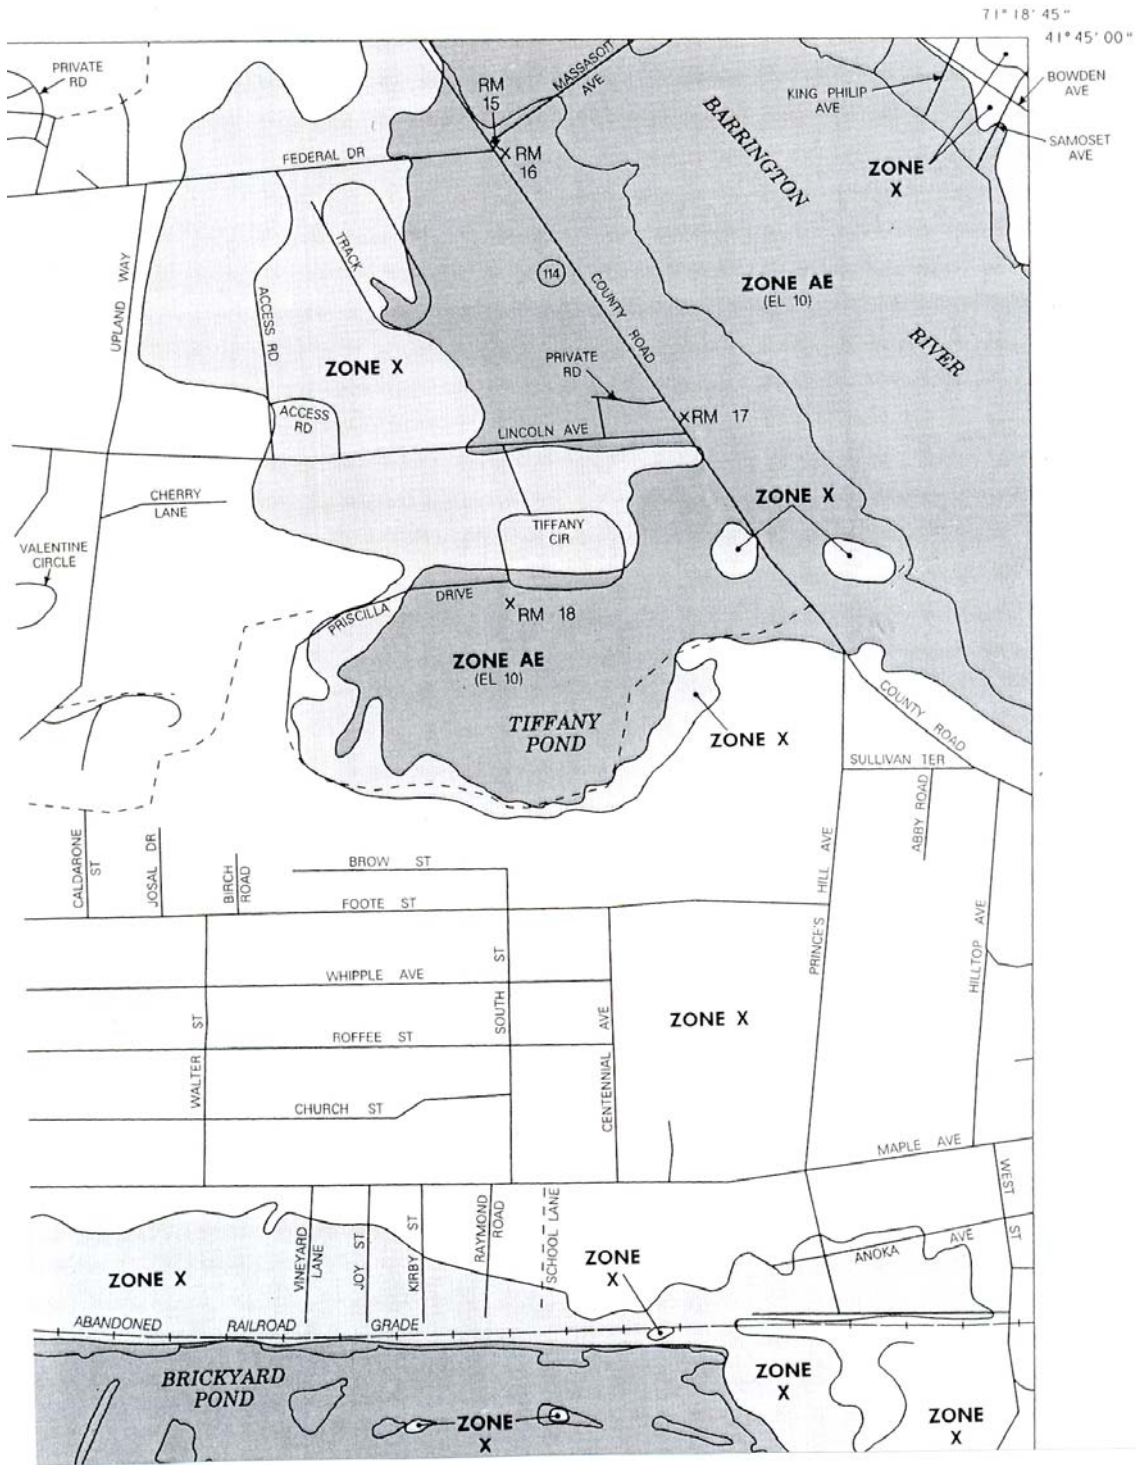 71° 18' 45"
41° 45' 00"
PRIVATE
RD
RM
15
MASSASOIT
AVE
BARRINGTON
KING PHILIP
AVE
BOWDEN
AVE
SAMOSET
AVE
FEDERAL DR
RM
16
ZONE
X
TRACK
UPLAND WAY
ACCESS RD
114
COUNTY ROAD
ZONE AE
(EL 10)
RIVER
ZONE X
PRIVATE
RD
ACCESS
RD
LINCOLN AVE
RM 17
CHERRY
LANE
ZONE X
TIFFANY
CIR
VALENTINE
CIRCLE
PRISCILLA DRIVE
RM 18
ZONE AE
(EL 10)
TIFFANY
POND
ZONE X
COUNTY ROAD
SULLIVAN TER
ABBY ROAD
CALDARONE
ST
JOSAL DR
BIRCH
ROAD
BROW ST
FOOTE ST
PRINCE'S HILL AVE
HILLTOP AVE
WHIPPLE AVE
SOUTH ST
WALTER ST
ROFFEE ST
CENTENNIAL AVE
ZONE X
CHURCH ST
MAPLE AVE
WEST ST
VINEYARD
LANE
JOY ST
KIRBY ST
RAYMOND
ROAD
SCHOOL LANE
ZONE
X
ANOKA AVE
ZONE X
ABANDONED RAILROAD GRADE
BRICKYARD
POND
ZONE
X
ZONE
X
ZONE
X